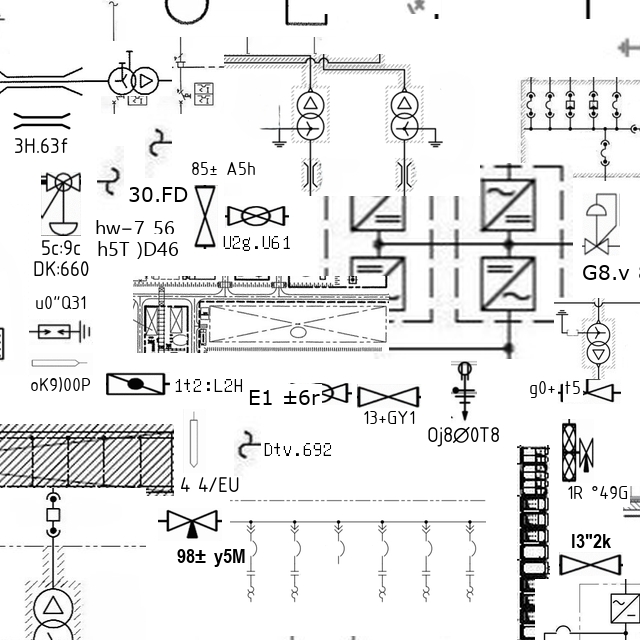 3H.63f
85± A5h
30.FD
hw-7 56
h5T )D46
U2g.U61
5c:9c
DK:660
G8.v
u0"Q31
oK9)00P
1t2:L2H
E1 ±6r
13+GY1
g0+.t5
Oj8∅0T8
Dtv.692
4 4/EU
1R °49G
98± y5M
I3"2k